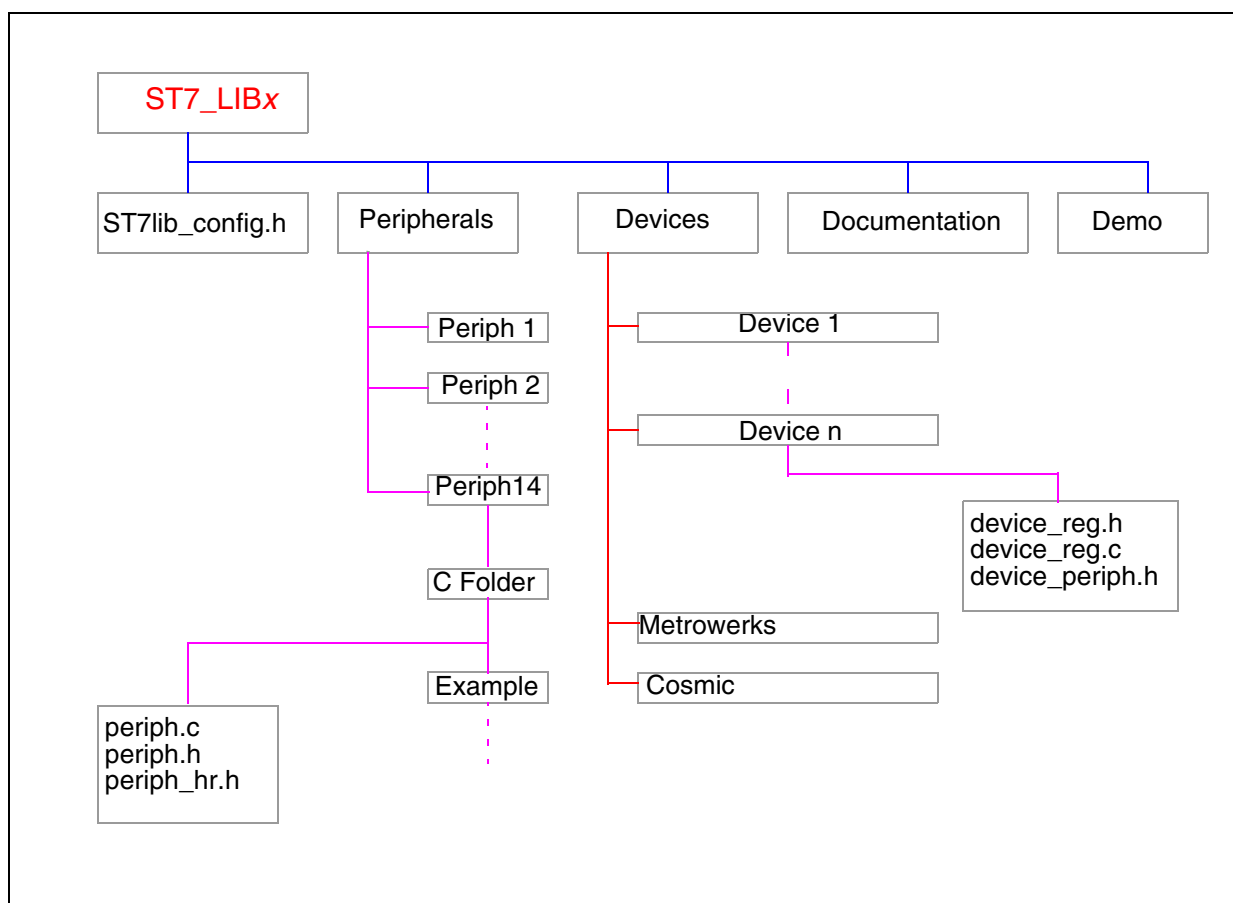 ST7_LIBx
ST7lib_config.h
Peripherals
Devices
Documentation
Demo
Periph 1
Periph 2
Periph14
C Folder
Example
periph.c
periph.h
periph_hr.h
Device 1
Device n
device_reg.h
device_reg.c
device_periph.h
Metrowerks
Cosmic